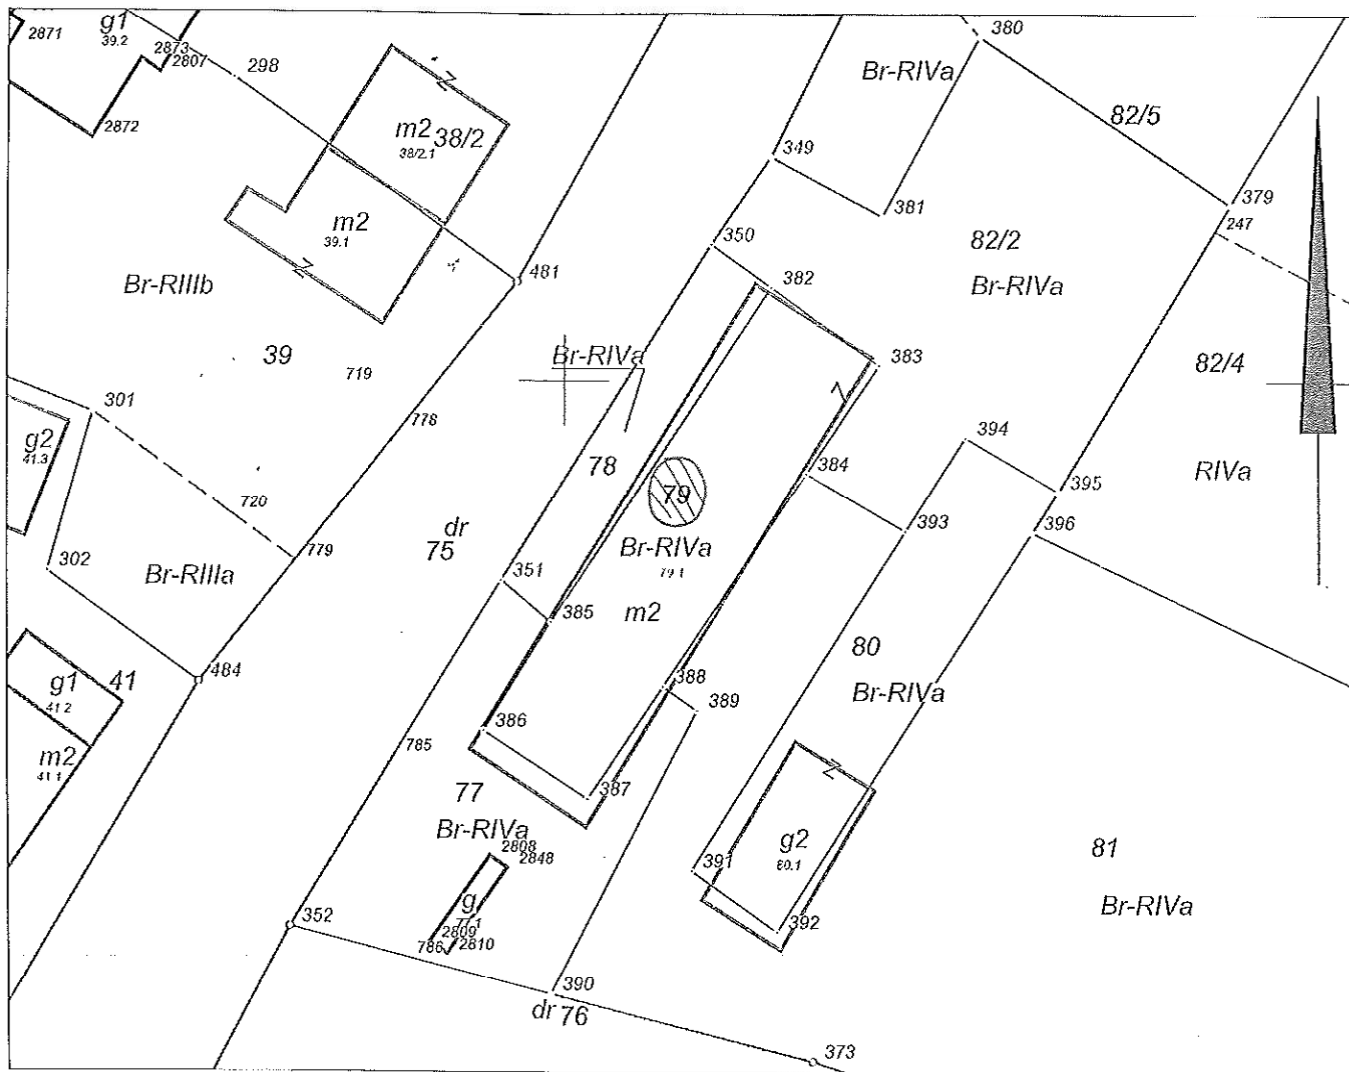 g1
39.2
2871
2873
2807
298
2872
m2
38/2
38/2.1
z
m2
39.1
z
Br-RIIIb
39
719
778
481
301
g2
41.3
720
779
302
Br-RIIIa
484
g1
41.2
41
m2
41.1
dr
75
785
352
380
Br-RIVa
82/5
349
381
379
247
350
382
82/2
Br-RIVa
383
82/4
RIVa
Br-RIVa
z
78
79
Br-RIVa
79.1
m2
384
394
395
393
396
351
385
388
389
386
387
80
Br-RIVa
z
g2
80.1
391
392
77
Br-RIVa
2808
2848
g
77.1
2809
2810
786
390
dr 76
373
81
Br-RIVa